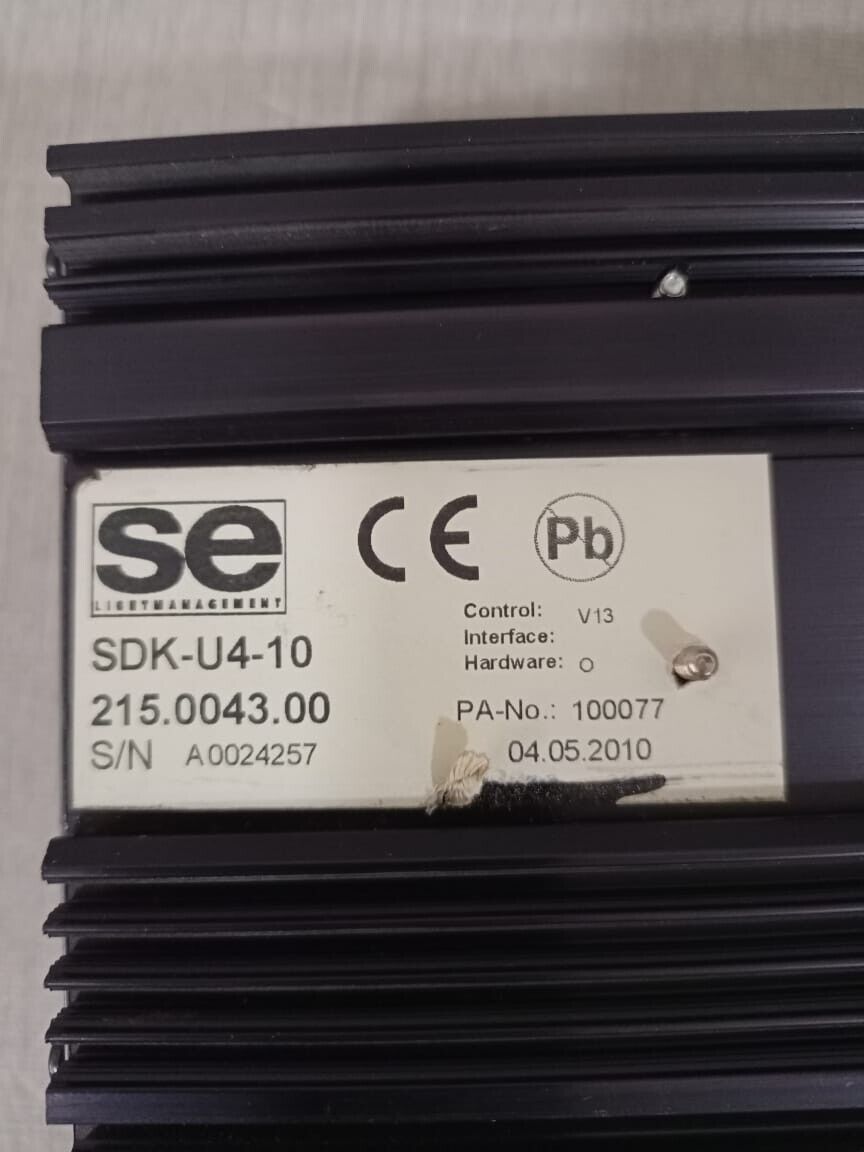 se
LIGHTMANAGEMENT
CE
Pb
SDK-U4-10
215.0043.00
S/N A0024257
Control: V13
Interface:
Hardware: O
PA-No.: 100077
04.05.2010